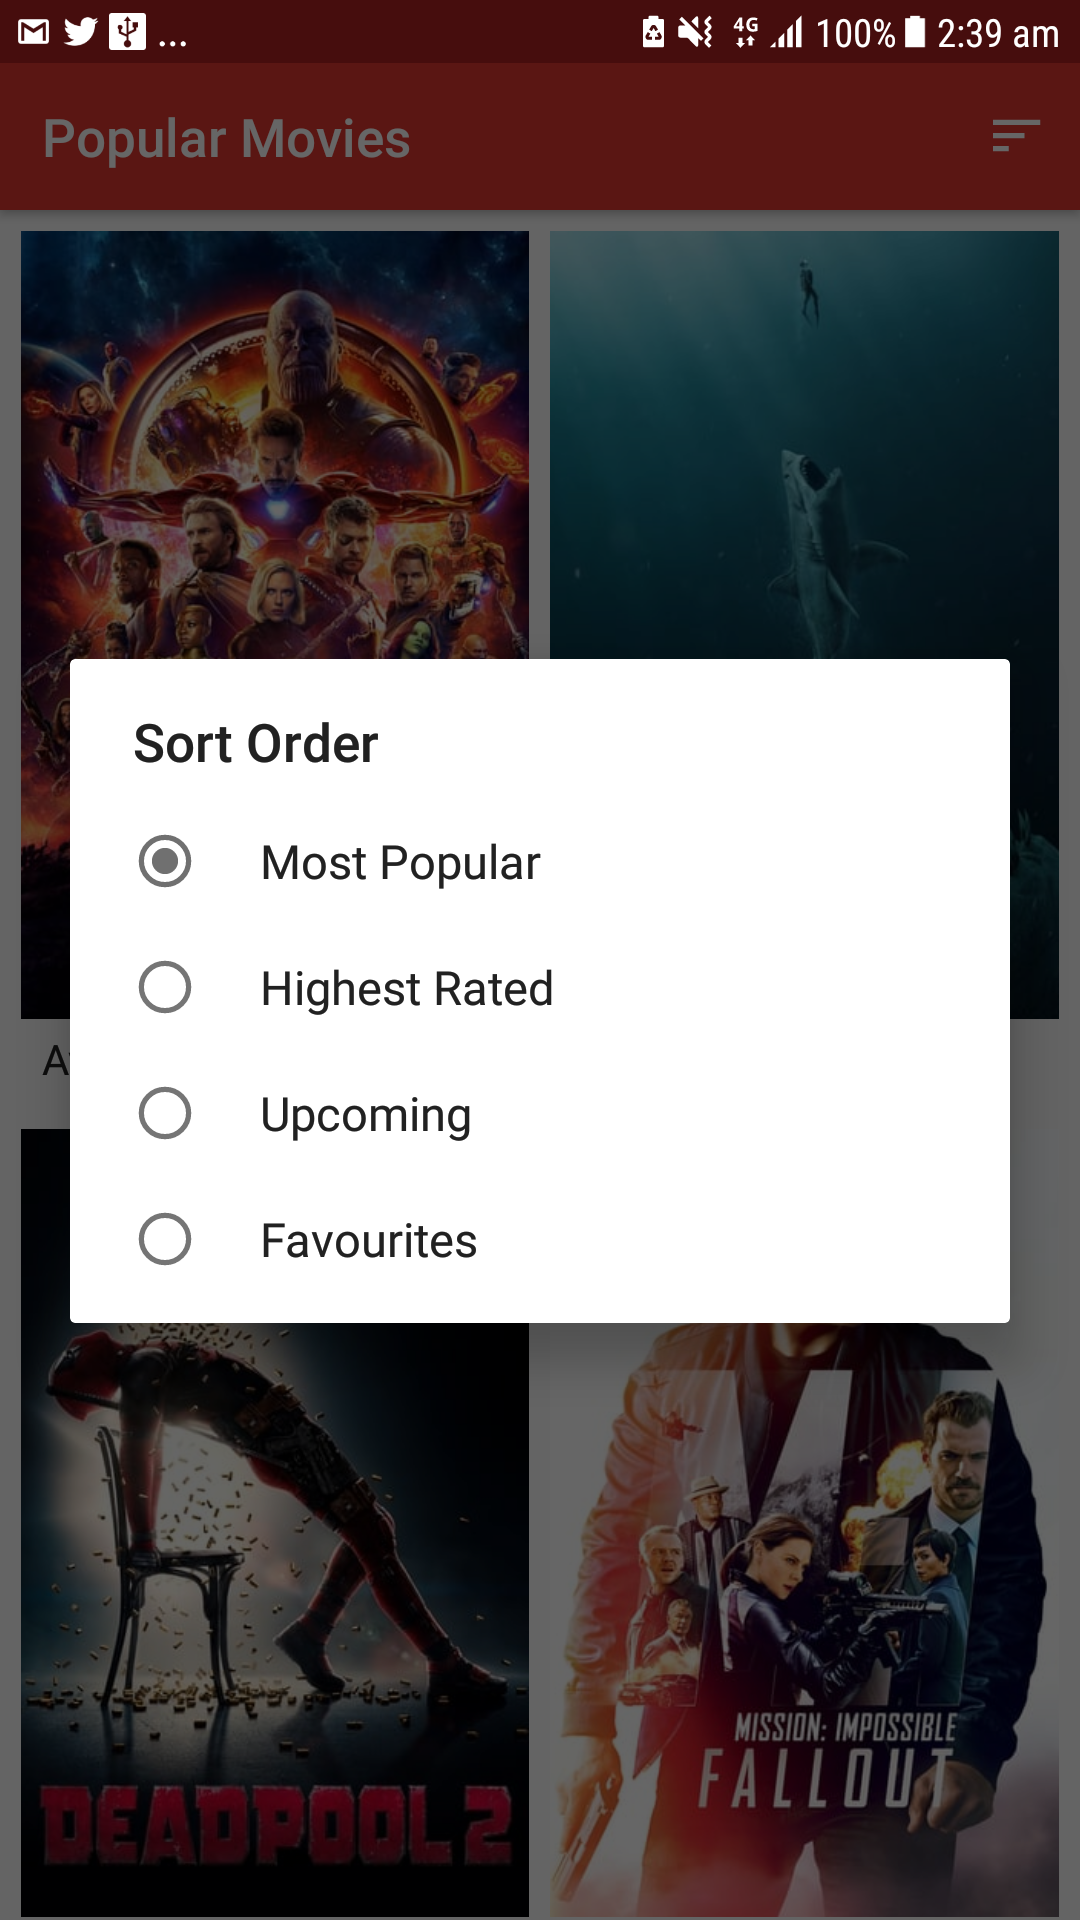 ... 4G 100% 2:39 am
Popular Movies
Sort Order
Most Popular
Highest Rated
Upcoming
Favourites
DEADPOOL 2
MISSION: IMPOSSIBLE
FALLOUT